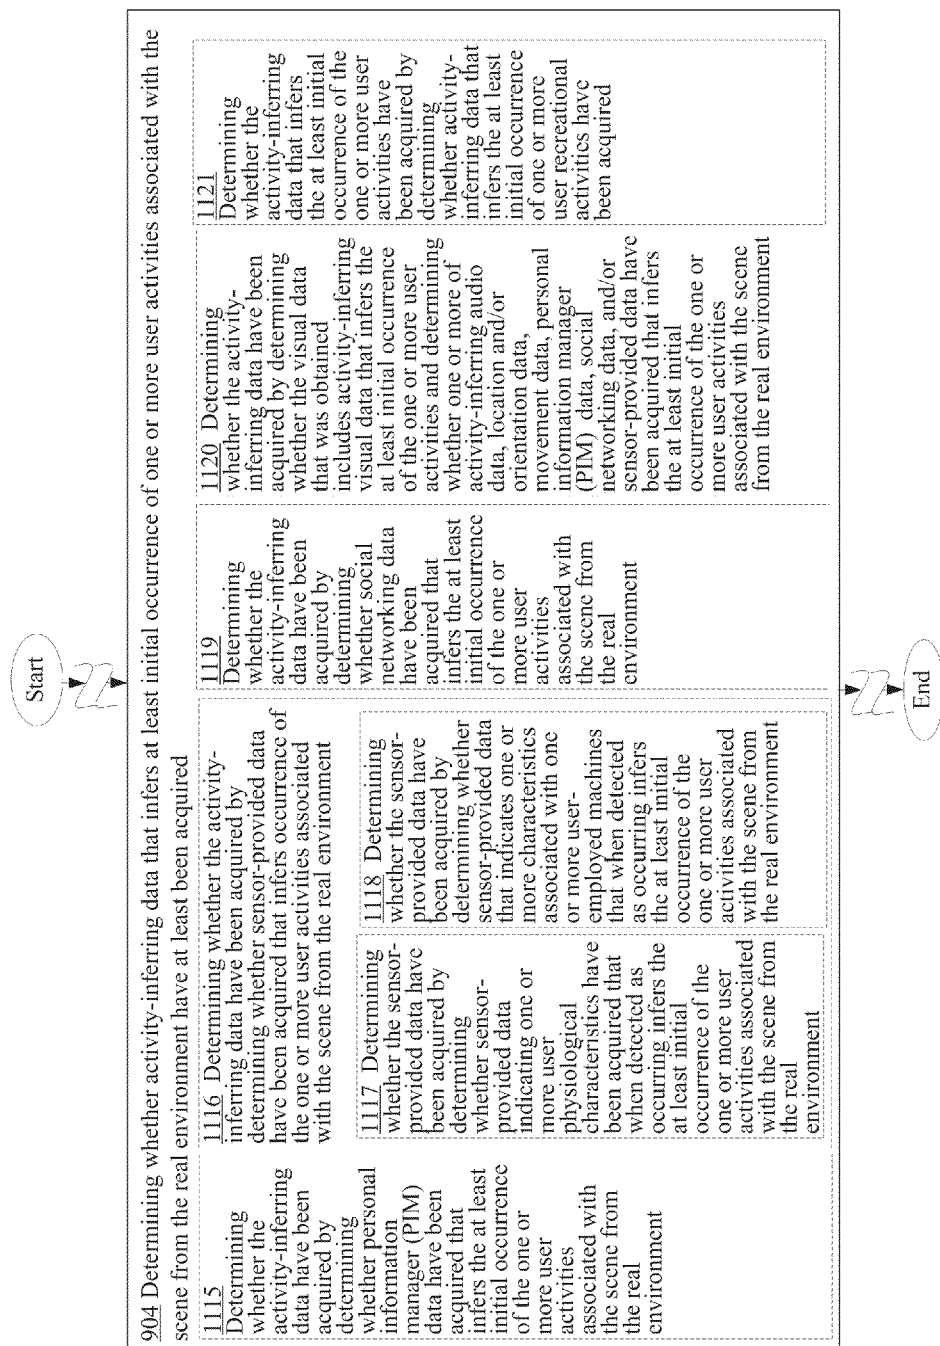 Start
904 Determining whether activity-inferring data that infers at least initial occurrence of one or more user activities associated with the
scene from the real environment have at least been acquired
1115
Determining
whether the
activity-inferring
data have been
acquired by
determining
whether personal
information
manager (PIM)
data have been
acquired that
infers the at least
initial occurrence
of the one or
more user
activities
associated with
the scene from
the real
environment
1116 Determining whether the activity-
inferring data have been acquired by
determining whether sensor-provided data
have been acquired that infers occurrence of
the one or more user activities associated
with the scene from the real environment
1117 Determining
whether the sensor-
provided data have
been acquired by
determining
whether sensor-
provided data
indicating one or
more user
physiological
characteristics have
been acquired that
when detected as
occurring infers the
at least initial
occurrence of the
one or more user
activities associated
with the scene from
the real
environment
1118 Determining
whether the sensor-
provided data have
been acquired by
determining whether
sensor-provided data
that indicates one or
more characteristics
associated with one
or more user-
employed machines
that when detected
as occurring infers
the at least initial
occurrence of the
one or more user
activities associated
with the scene from
the real environment
1119
Determining
whether the
activity-inferring
data have been
acquired by
determining
whether social
networking data
have been
acquired that
infers the at least
initial occurrence
of the one or
more user
activities
associated with
the scene from
the real
environment
1120 Determining
whether the activity-
inferring data have been
acquired by determining
whether the visual data
that was obtained
includes activity-inferring
visual data that infers the
at least initial occurrence
of the one or more user
activities and determining
whether one or more of
activity-inferring audio
data, location and/or
orientation data,
movement data, personal
information manager
(PIM) data, social
networking data, and/or
sensor-provided data have
been acquired that infers
the at least initial
occurrence of the one or
more user activities
associated with the scene
from the real environment
1121
Determining
whether the
activity-inferring
data that infers
the at least initial
occurrence of the
one or more user
activities have
been acquired by
determining
whether activity-
inferring data that
infers the at least
initial occurrence
of one or more
user recreational
activities have
been acquired
End